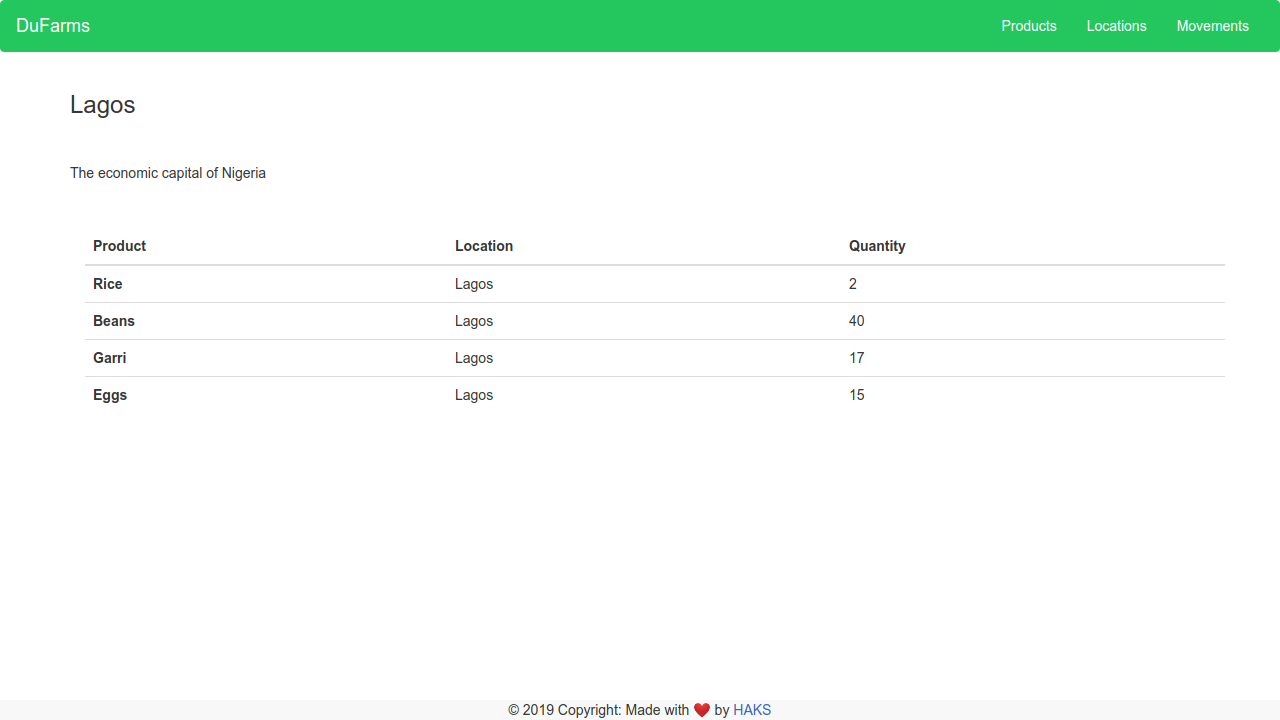 DuFarms Products Locations Movements
Lagos
The economic capital of Nigeria
Product Location Quantity
Rice Lagos 2
Beans Lagos 40
Garri Lagos 17
Eggs Lagos 15
© 2019 Copyright: Made with ❤️ by HAKS